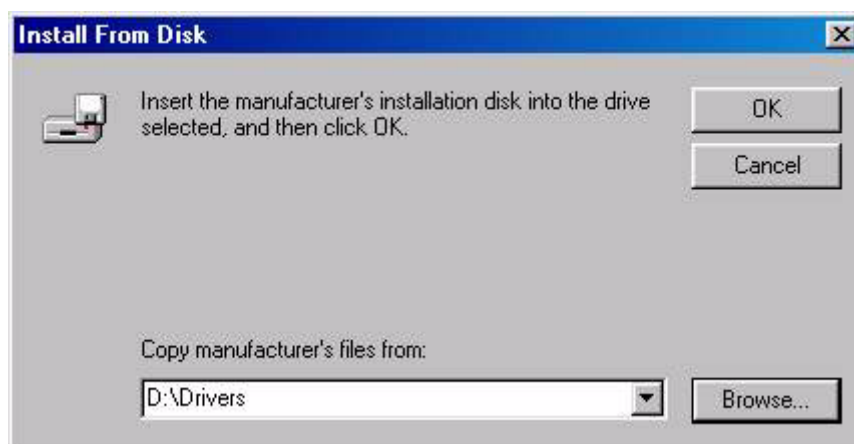 Install From Disk
Insert the manufacturer's installation disk into the drive
selected, and then click OK.
OK
Cancel
Copy manufacturer's files from:
D:\Drivers
Browse...